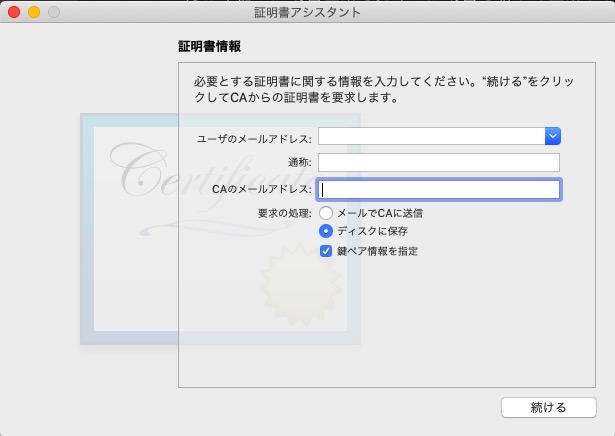 証明書アシスタント
証明書情報
必要とする証明書に関する情報を入力してください。“続ける”をクリッ
クしてCAからの証明書を要求します。
ユーザのメールアドレス:
通称:
CAのメールアドレス:
要求の処理:
メールでCAに送信
ディスクに保存
鍵ペア情報を指定
Certificate
続ける